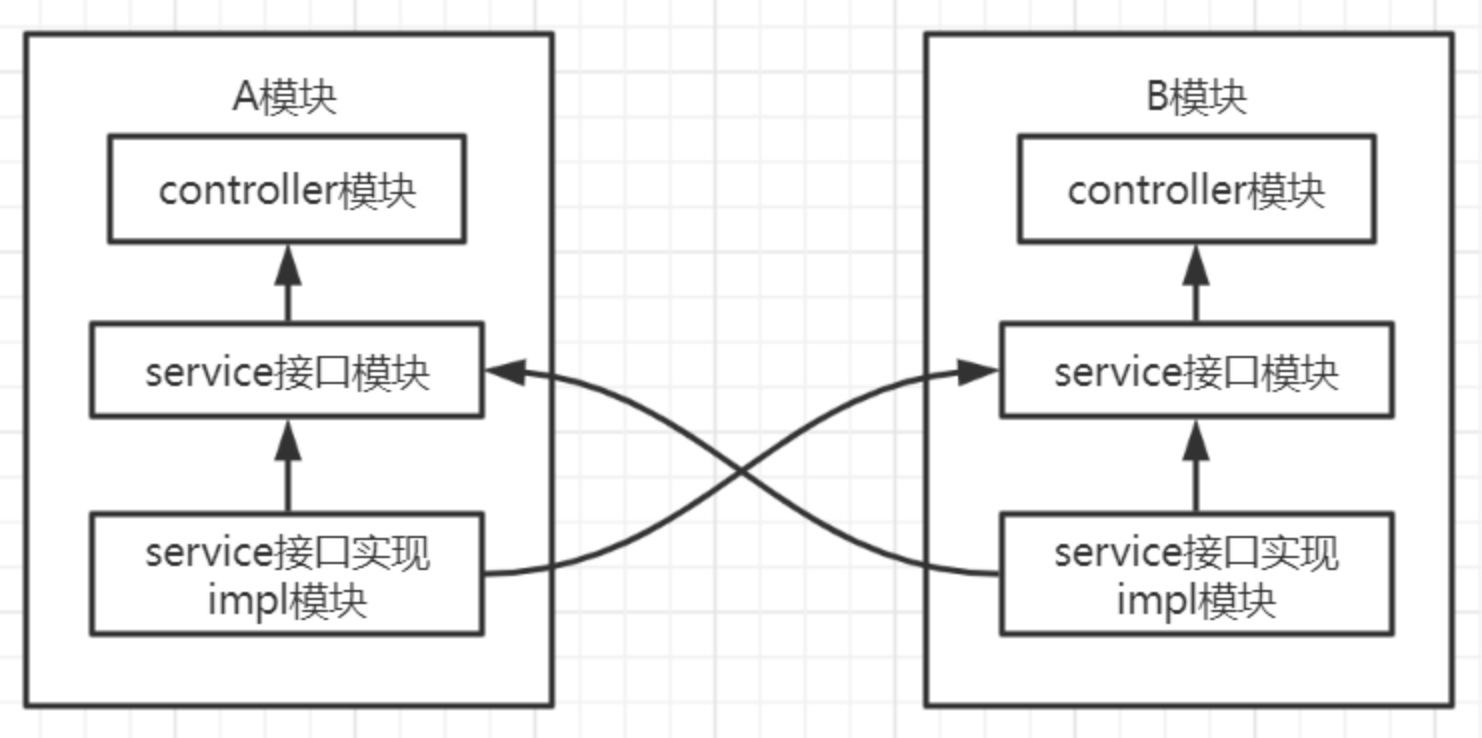 A模块
controller模块
service接口模块
service接口实现
impl模块
B模块
controller模块
service接口模块
service接口实现
impl模块